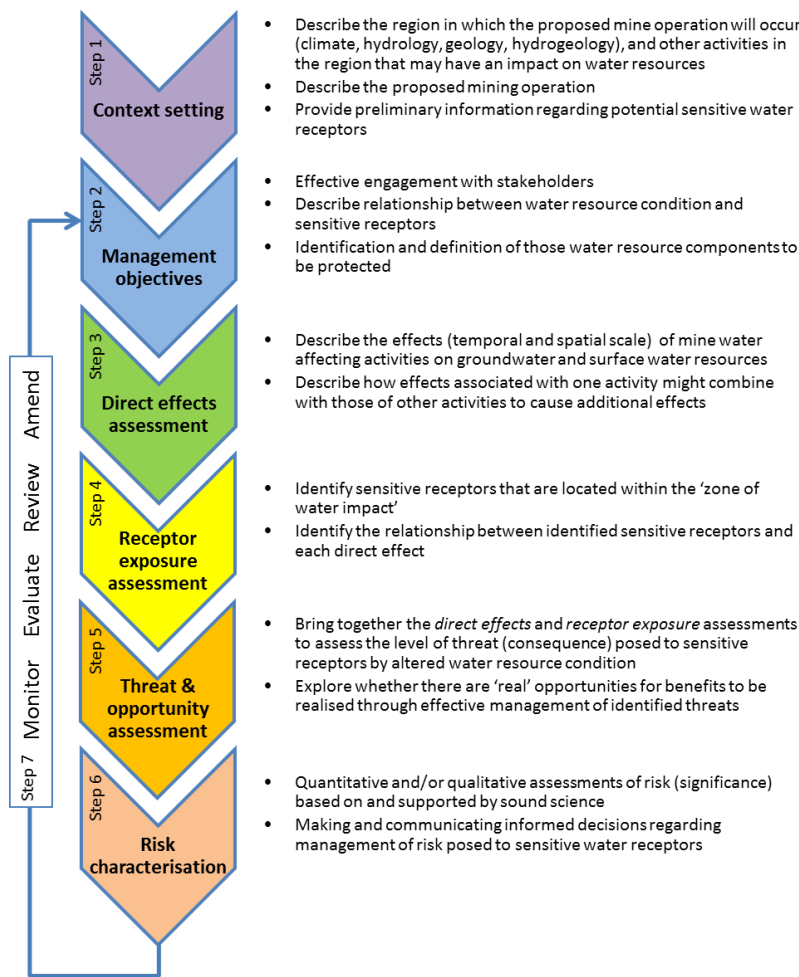 Step 1
Context setting
• Describe the region in which the proposed mine operation will occur
(climate, hydrology, geology, hydrogeology), and other activities in
the region that may have an impact on water resources
• Describe the proposed mining operation
• Provide preliminary information regarding potential sensitive water
receptors
Step 2
Management
objectives
• Effective engagement with stakeholders
• Describe relationship between water resource condition and
sensitive receptors
• Identification and definition of those water resource components to
be protected
Step 3
Direct effects
assessment
• Describe the effects (temporal and spatial scale) of mine water
affecting activities on groundwater and surface water resources
• Describe how effects associated with one activity might combine
with those of other activities to cause additional effects
Step 4
Receptor
exposure
assessment
• Identify sensitive receptors that are located within the ‘zone of
water impact’
• Identify the relationship between identified sensitive receptors and
each direct effect
Step 5
Threat &
opportunity
assessment
• Bring together the direct effects and receptor exposure assessments
to assess the level of threat (consequence) posed to sensitive
receptors by altered water resource condition
• Explore whether there are ‘real’ opportunities for benefits to be
realised through effective management of identified threats
Step 6
Risk
characterisation
• Quantitative and/or qualitative assessments of risk (significance)
based on and supported by sound science
• Making and communicating informed decisions regarding
management of risk posed to sensitive water receptors
Step 7 Monitor Evaluate Review Amend